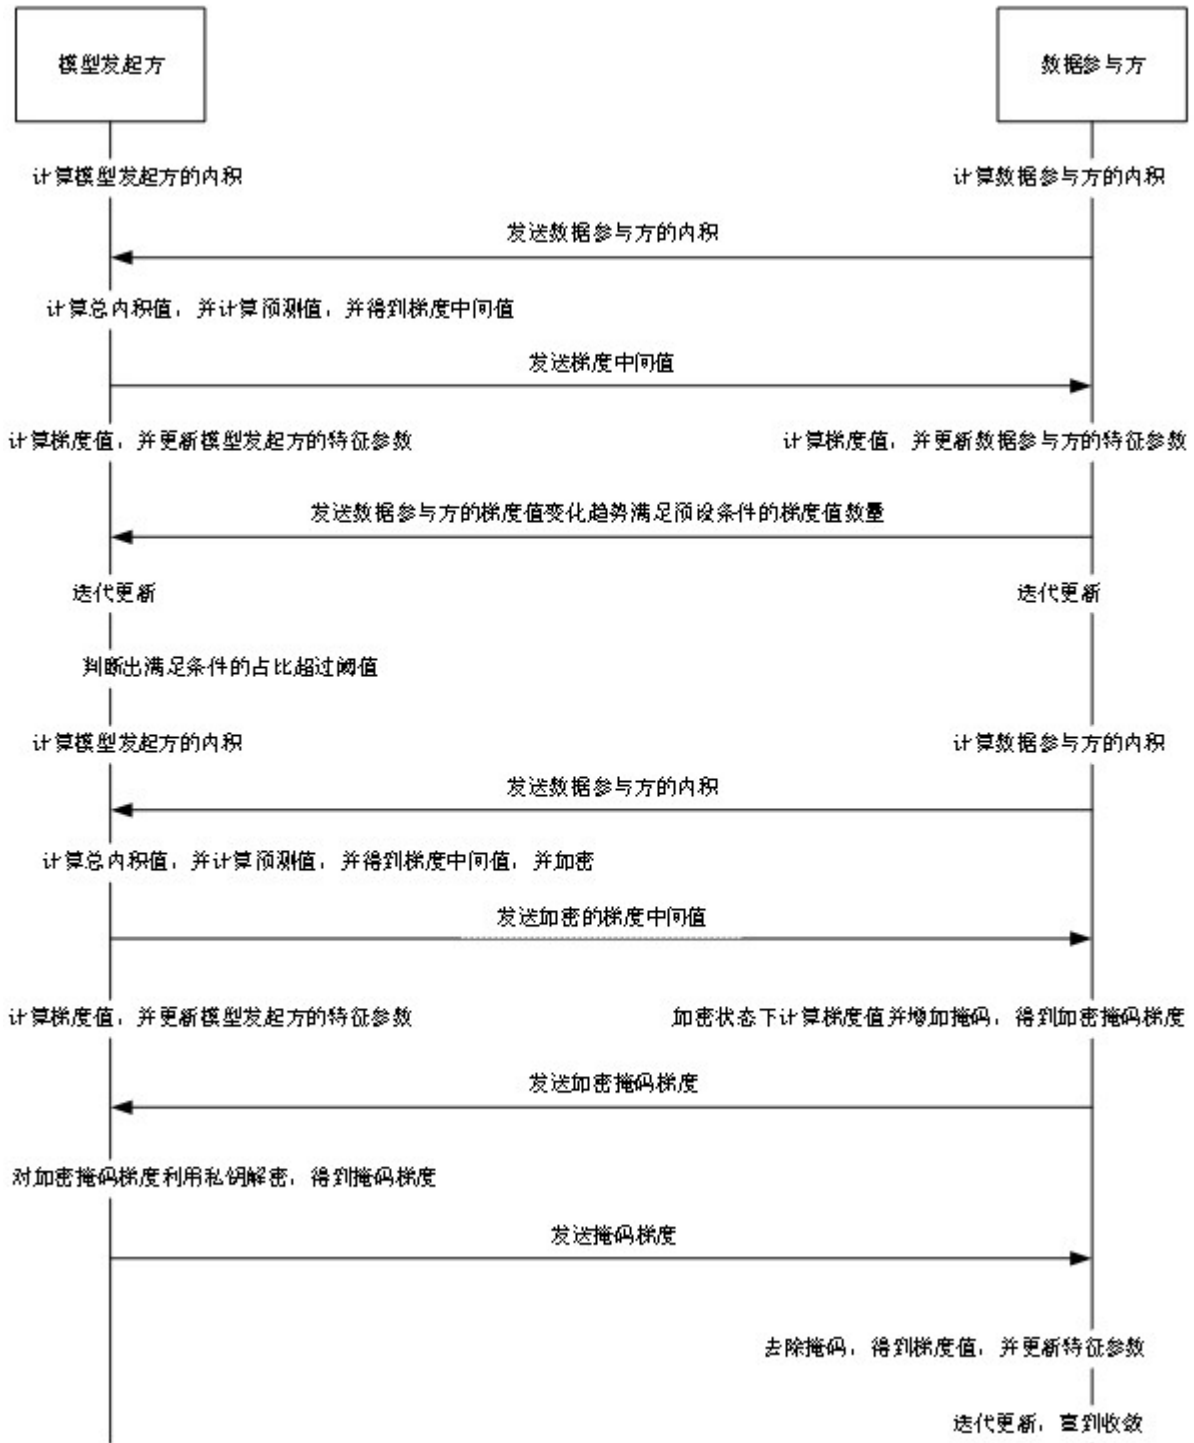 模型发起方
数据参与方
计算模型发起方的内积
计算数据参与方的内积
发送数据参与方的内积
计算总内积值，并计算预测值，并得到梯度中间值
发送梯度中间值
计算梯度值，并更新模型发起方的特征参数
计算梯度值，并更新数据参与方的特征参数
发送数据参与方的梯度值变化趋势满足预设条件的梯度值数量
迭代更新
迭代更新
判断出满足条件的占比超过阈值
计算模型发起方的内积
计算数据参与方的内积
发送数据参与方的内积
计算总内积值，并计算预测值，并得到梯度中间值，并加密
发送加密的梯度中间值
计算梯度值，并更新模型发起方的特征参数
加密状态下计算梯度值并增加掩码，得到加密掩码梯度
发送加密掩码梯度
对加密掩码梯度利用私钥解密，得到掩码梯度
发送掩码梯度
去除掩码，得到梯度值，并更新特征参数
迭代更新，直到收敛